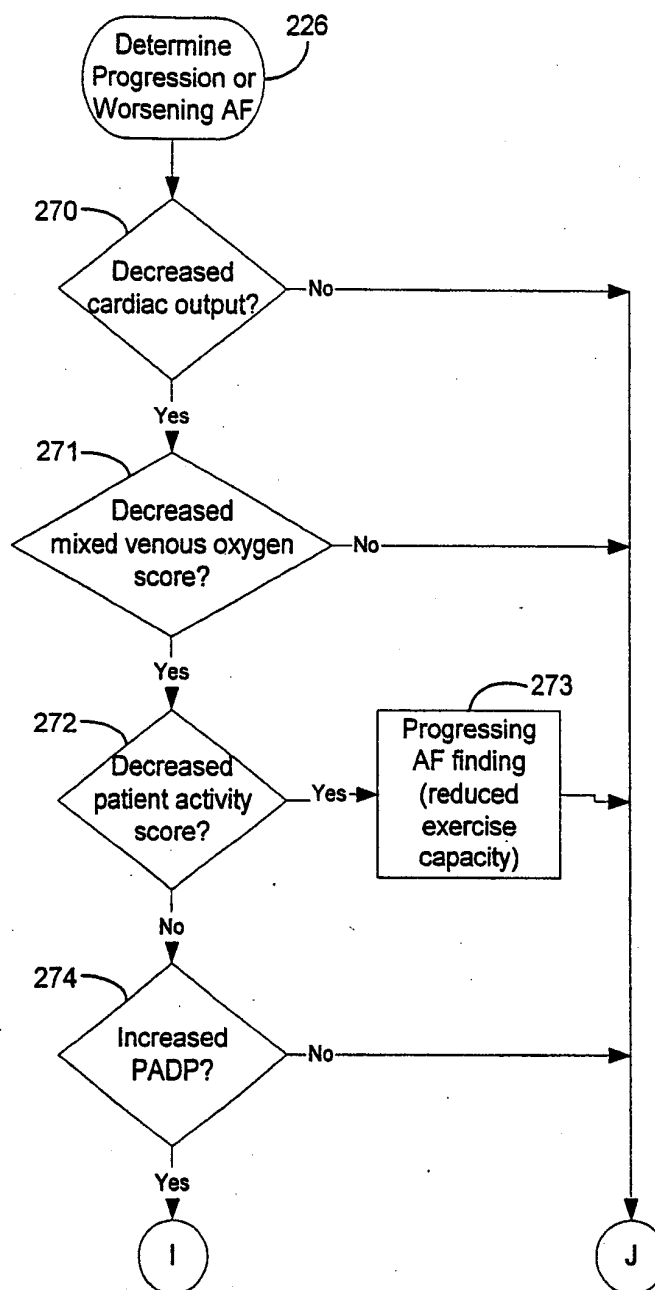 226
Determine
Progression or
Worsening AF
270
Decreased
cardiac output?
No
Yes
271
Decreased
mixed venous oxygen
score?
No
Yes
272
Decreased
patient activity
score?
Yes
273
Progressing
AF finding
(reduced
exercise
capacity)
No
274
Increased
PADP?
No
Yes
I
J